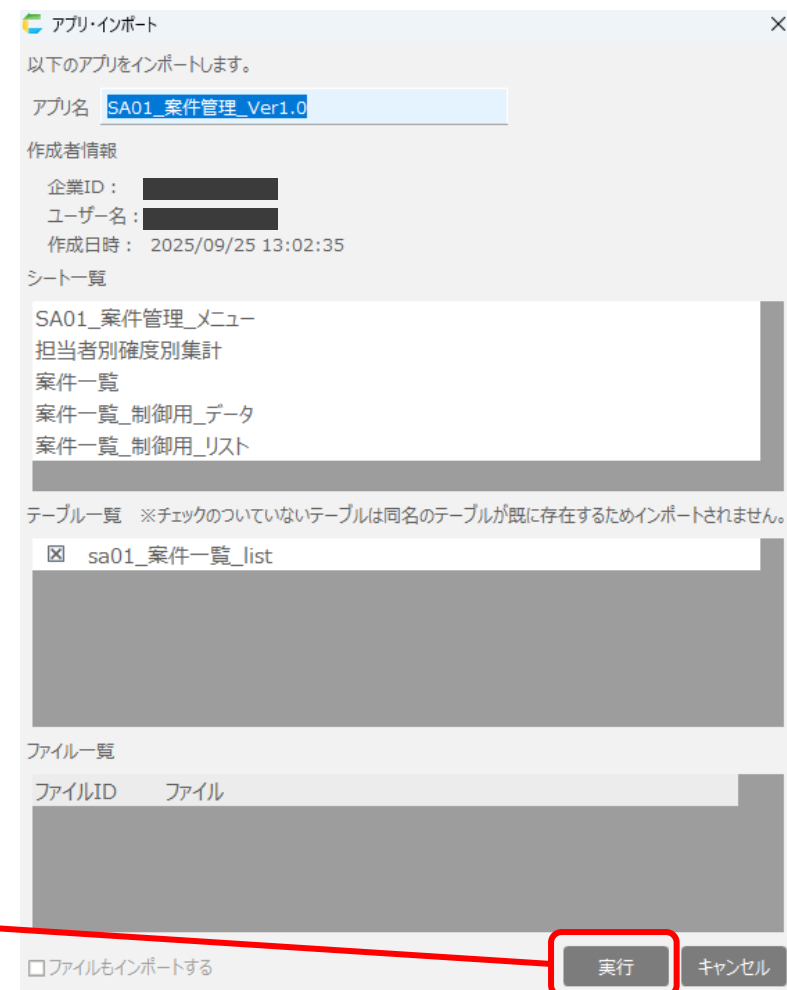 アプリ・インポート
以下のアプリをインポートします。
アプリ名 SA01_案件管理_Ver1.0
作成者情報
企業ID：
ユーザー名：
作成日時： 2025/09/25 13:02:35
シート一覧
SA01_案件管理_メニュー
担当者別確度別集計
案件一覧
案件一覧_制御用_データ
案件一覧_制御用_リスト
テーブル一覧 ※チェックのついていないテーブルは同名のテーブルが既に存在するためインポートされません。
sa01_案件一覧_list
ファイル一覧
ファイルID ファイル
ファイルもインポートする 実行 キャンセル